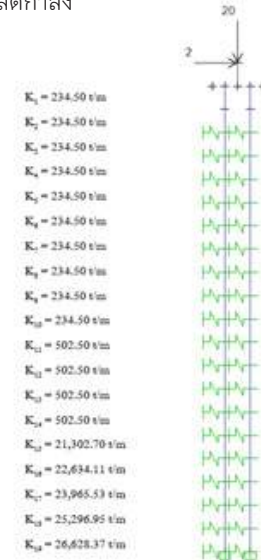 20
2
K₁ = 234.50 t/m
K₂ = 234.50 t/m
K₃ = 234.50 t/m
K₄ = 234.50 t/m
K₅ = 234.50 t/m
K₆ = 234.50 t/m
K₇ = 234.50 t/m
K₈ = 234.50 t/m
K₉ = 234.50 t/m
K₁₀ = 234.50 t/m
K₁₁ = 502.50 t/m
K₁₂ = 502.50 t/m
K₁₃ = 502.50 t/m
K₁₄ = 502.50 t/m
K₁₅ = 21,302.70 t/m
K₁₆ = 22,634.11 t/m
K₁₇ = 23,965.53 t/m
K₁₈ = 25,296.95 t/m
K₁₉ = 26,628.37 t/m